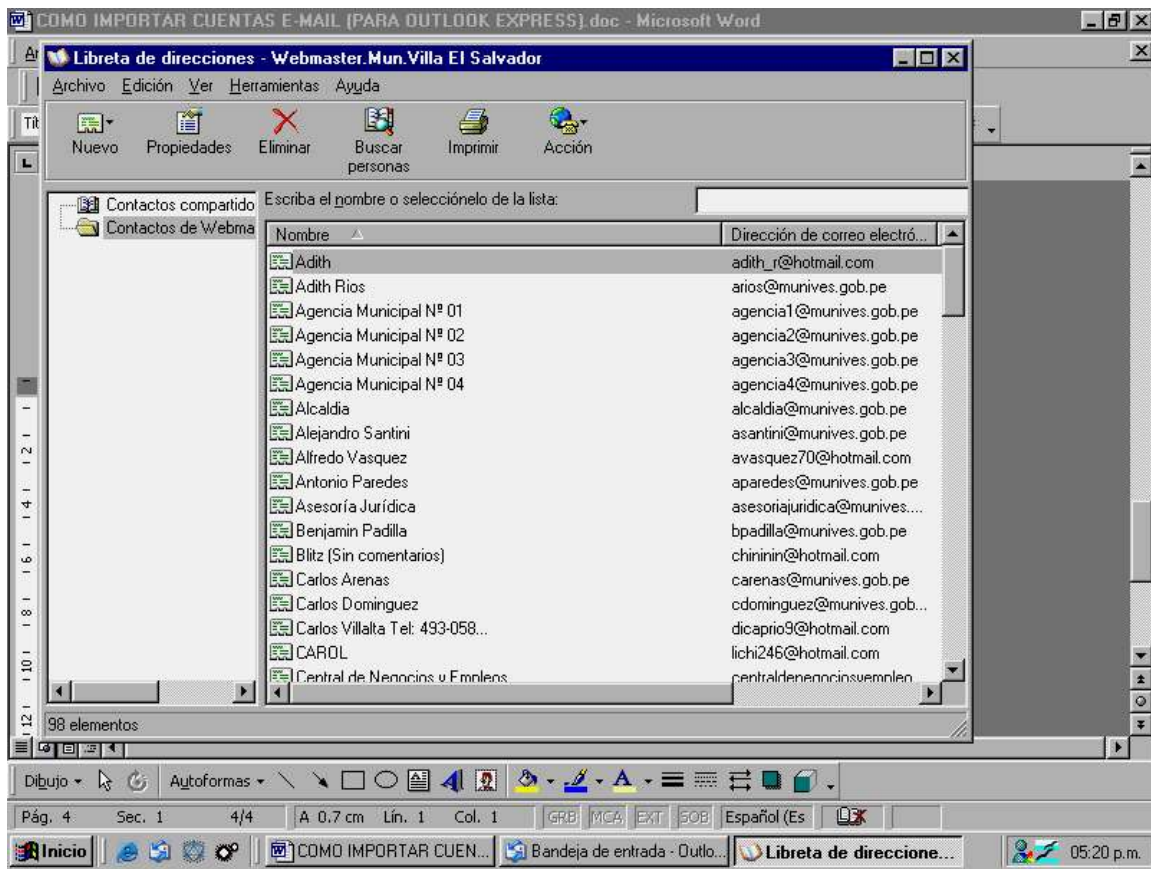 COMO IMPORTAR CUENTAS E-MAIL (PARA OUTLOOK EXPRESS).doc - Microsoft Word
Libreta de direcciones - Webmaster.Mun.Villa El Salvador
Archivo Edición Ver Herramientas Ayuda
Nuevo Propiedades Eliminar Buscar personas Imprimir Acción
Escriba el nombre o selecciónelo de la lista:
Contactos compartido
Contactos de Webma
Nombre Dirección de correo electró...
Adith adith_r@hotmail.com
Adith Rios arios@munives.gob.pe
Agencia Municipal Nº 01 agencia1@munives.gob.pe
Agencia Municipal Nº 02 agencia2@munives.gob.pe
Agencia Municipal Nº 03 agencia3@munives.gob.pe
Agencia Municipal Nº 04 agencia4@munives.gob.pe
Alcaldia alcaldia@munives.gob.pe
Alejandro Santini asantini@munives.gob.pe
Alfredo Vasquez avasquez70@hotmail.com
Antonio Paredes aparedes@munives.gob.pe
Asesoría Jurídica asesoriajuridica@munives....
Benjamin Padilla bpadilla@munives.gob.pe
Blitz (Sin comentarios) chininin@hotmail.com
Carlos Arenas carenas@munives.gob.pe
Carlos Dominguez cdominguez@munives.gob...
Carlos Villalta Tel: 493-058... dicaprio9@hotmail.com
CAROL lichi246@hotmail.com
Central de Negocios y Empleos centraldenegociosyempleo
98 elementos
Dibujo Autoformas
Pág. 4 Sec. 1 4/4 A 0.7 cm Lín. 1 Col. 1 GRB MCA EXT SOB Español (Es
Inicio COMO IMPORTAR CUEN... Bandeja de entrada - Outlo... Libreta de direccione... 05:20 p.m.